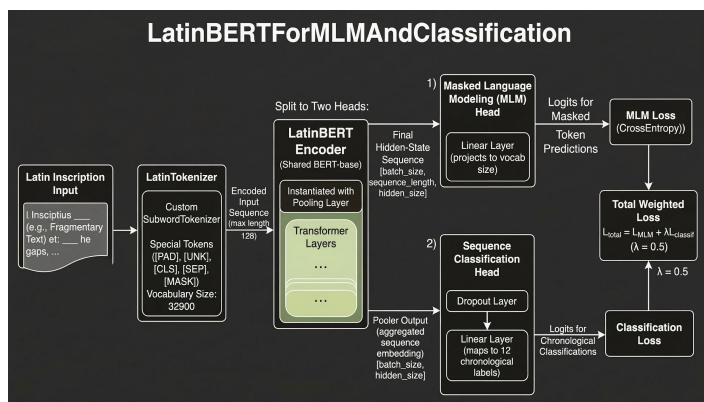 LatinBERTForMLMAndClassification
Latin Inscription
Input
I. Insciptius ___
(e.g., Fragmentary
Text) et: ___ he
gaps, ...
LatinTokenizer
Custom
SubwordTokenizer
Special Tokens
([PAD], [UNK],
[CLS], [SEP],
[MASK])
Vocabulary Size:
32900
Encoded
Input
Sequence
(max length
128)
Split to Two Heads:
LatinBERT
Encoder
(Shared BERT-base)
Instantiated with
Pooling Layer
Transformer
Layers
...
...
Final
Hidden-State
Sequence
[batch_size,
sequence_length,
hidden_size]
1)
Masked Language
Modeling (MLM)
Head
Linear Layer
(projects to vocab
size)
Logits for
Masked
Token
Predictions
MLM Loss
(CrossEntropy))
Total Weighted
Loss
L_total = L_MLM + λL_classif
(λ = 0.5)
λ = 0.5
Pooler Output
(aggregated
sequence
embedding)
[batch_size,
hidden_size]
2)
Sequence
Classification
Head
Dropout Layer
Linear Layer
(maps to 12
chronological
labels)
Logits for
Chronological
Classifications
Classification
Loss